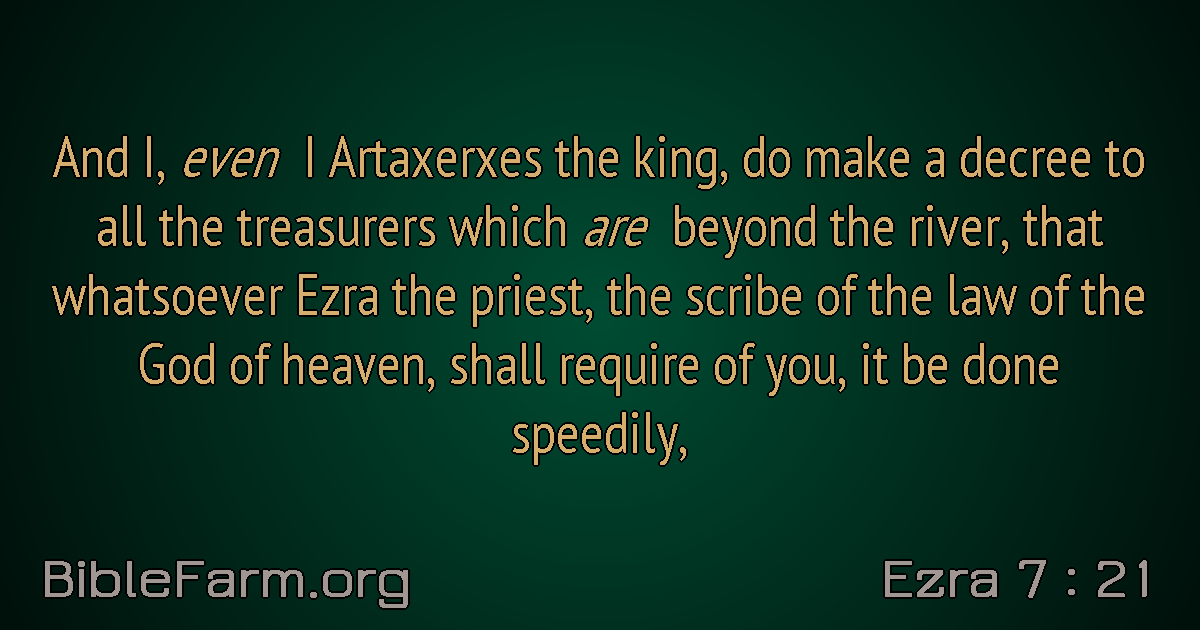 And I, even I Artaxerxes the king, do make a decree to
all the treasurers which are beyond the river, that
whatsoever Ezra the priest, the scribe of the law of the
God of heaven, shall require of you, it be done
speedily,
BibleFarm.org
Ezra 7 : 21